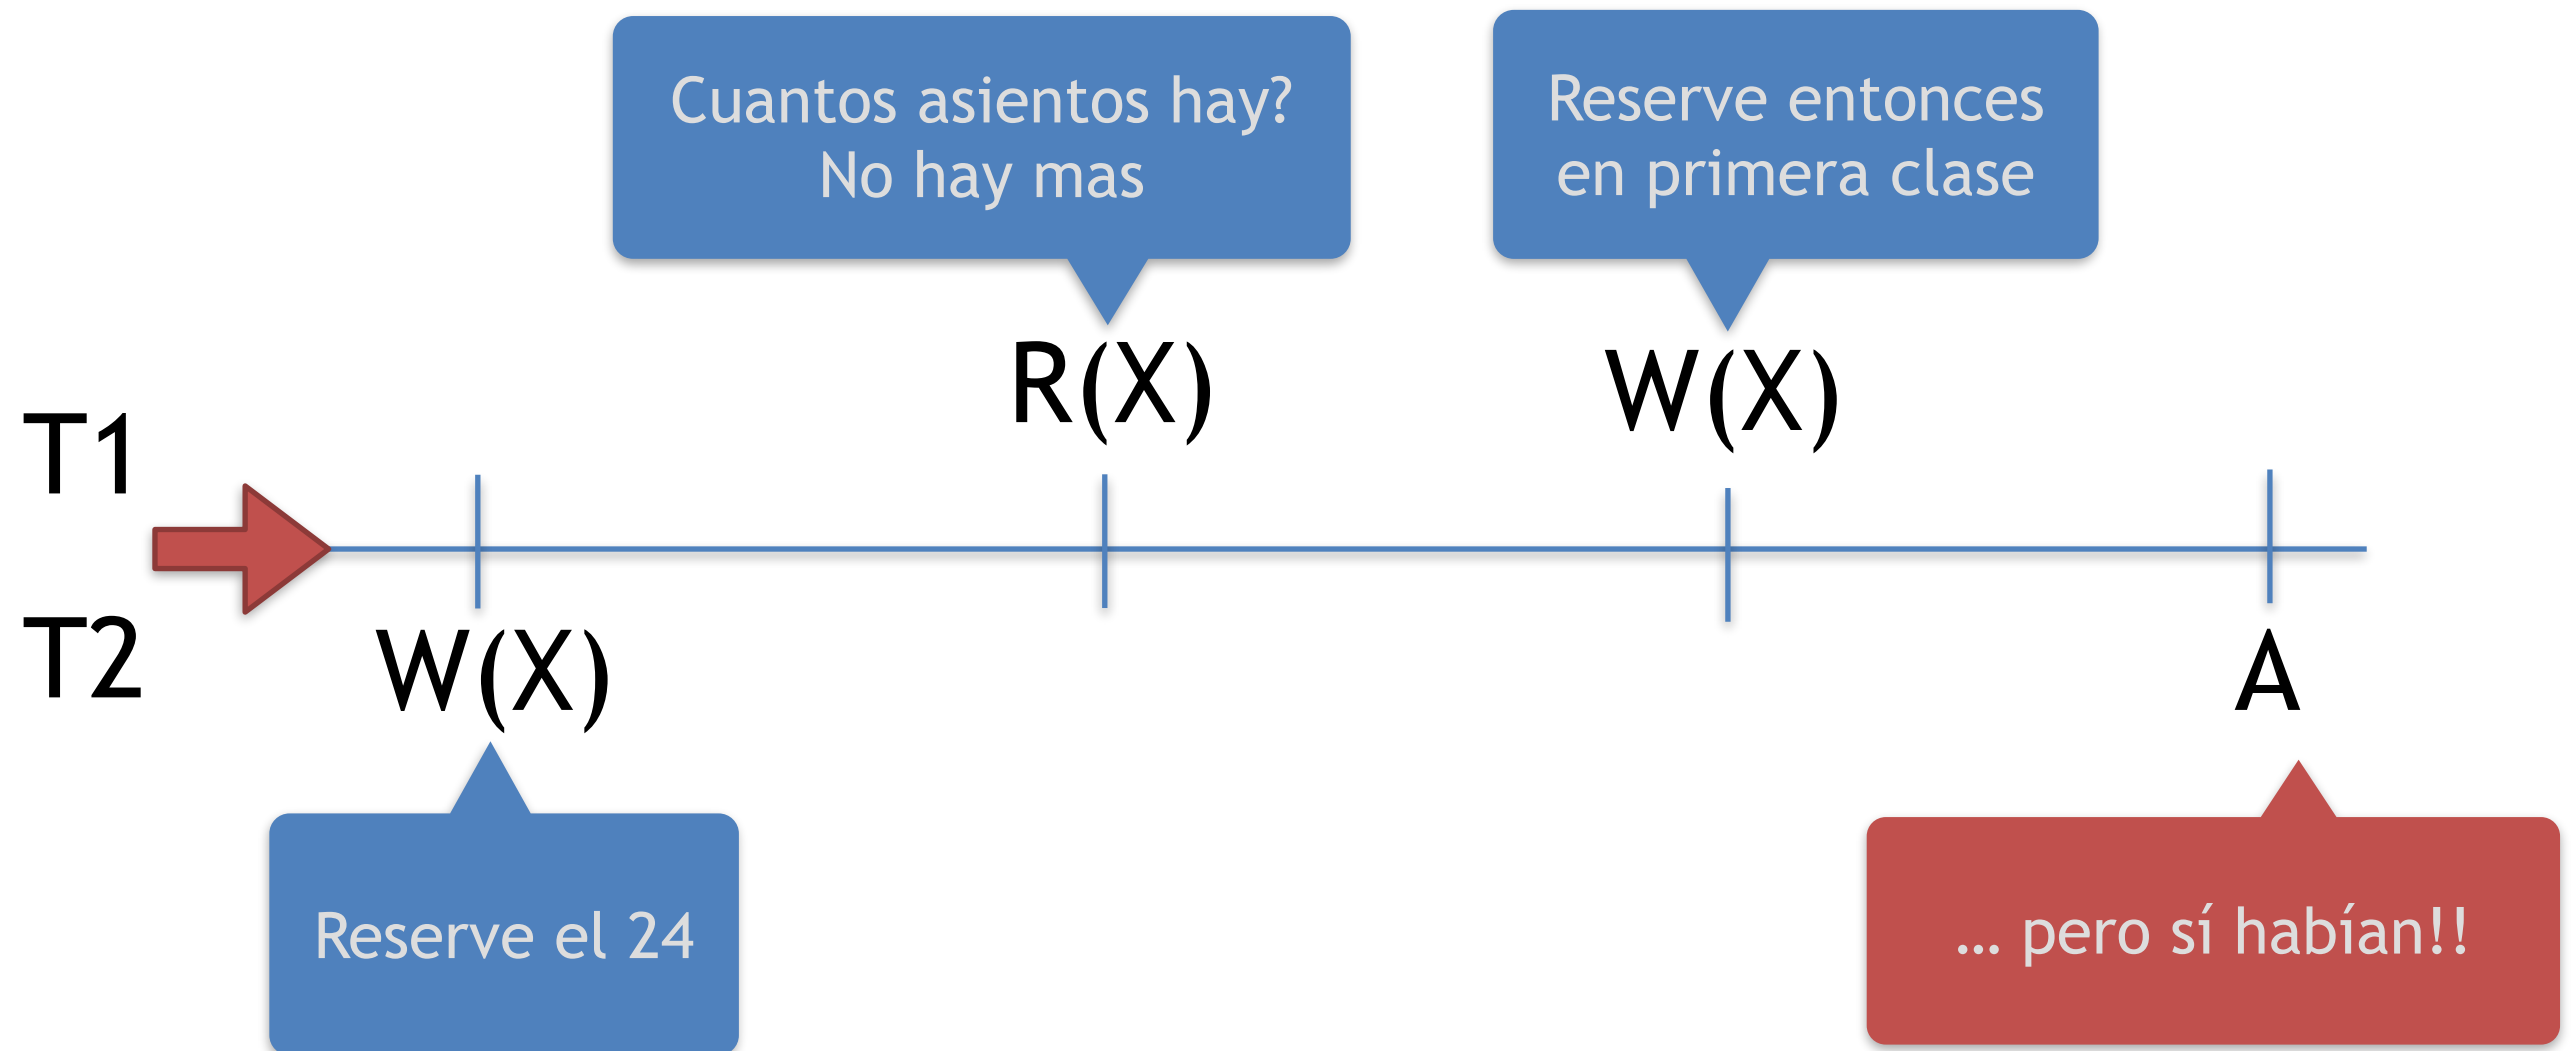 Cuantos asientos hay?
No hay mas
Reserve entonces
en primera clase
R(X)
W(X)
T1
T2
W(X)
A
Reserve el 24
... pero sí habían!!